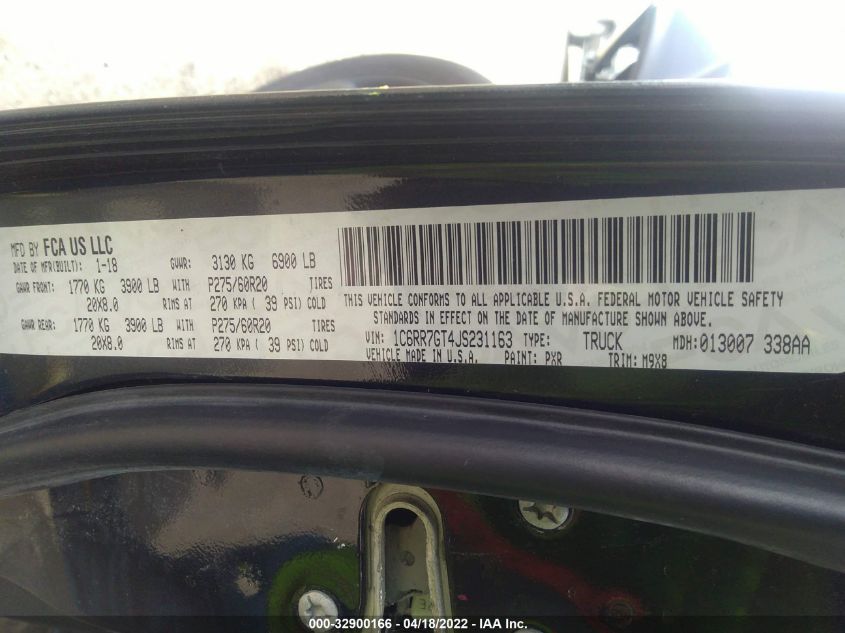 MFD BY FCA US LLC
DATE OF MFR(BUILT): 1-18 GVWR: 3130 KG 6900 LB
GAWR FRONT: 1770 KG 3900 LB WITH P275/60R20 TIRES
20X8.0 RIMS AT 270 KPA ( 39 PSI) COLD
GAWR REAR: 1770 KG 3900 LB WITH P275/60R20 TIRES
20X8.0 RIMS AT 270 KPA ( 39 PSI) COLD
THIS VEHICLE CONFORMS TO ALL APPLICABLE U.S.A. FEDERAL MOTOR VEHICLE SAFETY
STANDARDS IN EFFECT ON THE DATE OF MANUFACTURE SHOWN ABOVE.
VIN: 1C6RR7GT4JS231163 TYPE: TRUCK MDH: 013007 338AA
VEHICLE MADE IN U.S.A. PAINT: PXR TRIM: M9X8
000-32900166 - 04/18/2022 - IAA Inc.